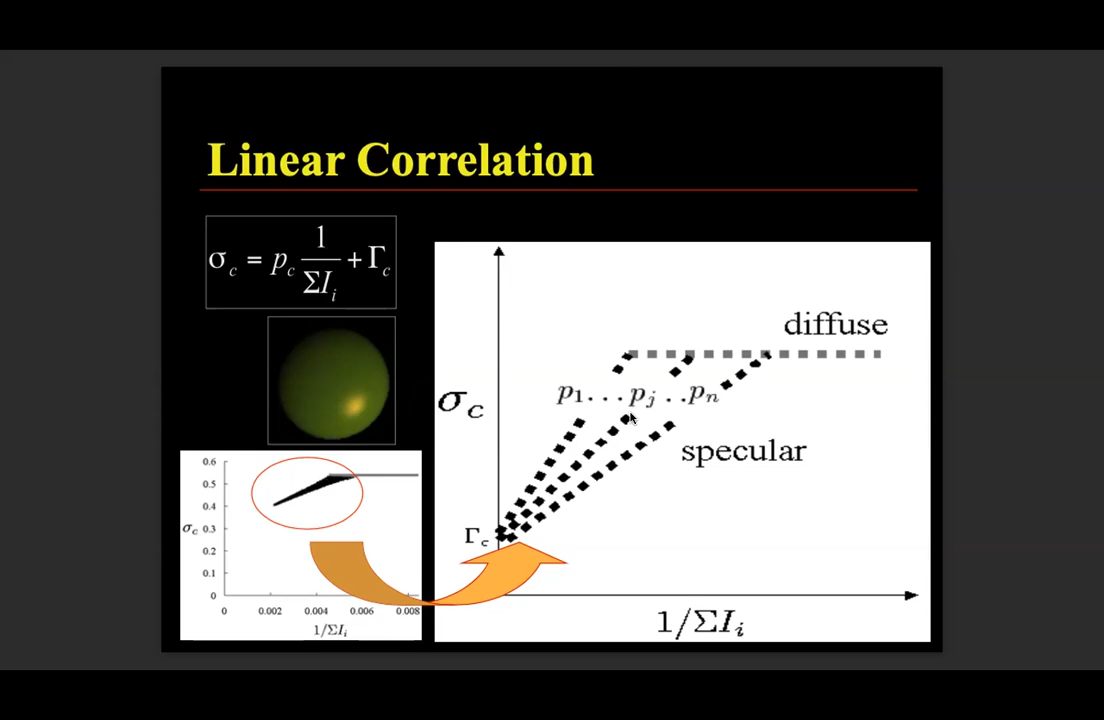 Linear Correlation
σc = pc 1/ΣIi + Γc
diffuse
p1 . . . pj . . pn
σc
specular
Γc
1/ΣIi
0.6
0.5
0.4
σc 0.3
0.2
0.1
0
0 0.002 0.004 0.006 0.008
1/ΣIi